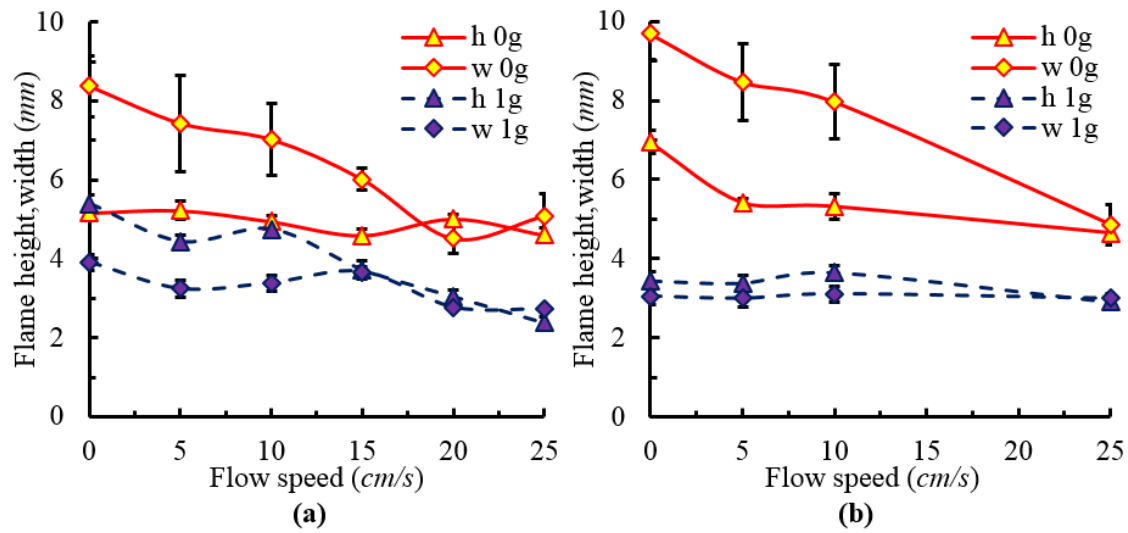 10
8
6
4
2
0
Flame height,width (mm)
h 0g
w 0g
h 1g
w 1g
0 5 10 15 20 25
Flow speed (cm/s)
(a)
10
8
6
4
2
0
Flame height,width (mm)
h 0g
w 0g
h 1g
w 1g
0 5 10 15 20 25
Flow speed (cm/s)
(b)